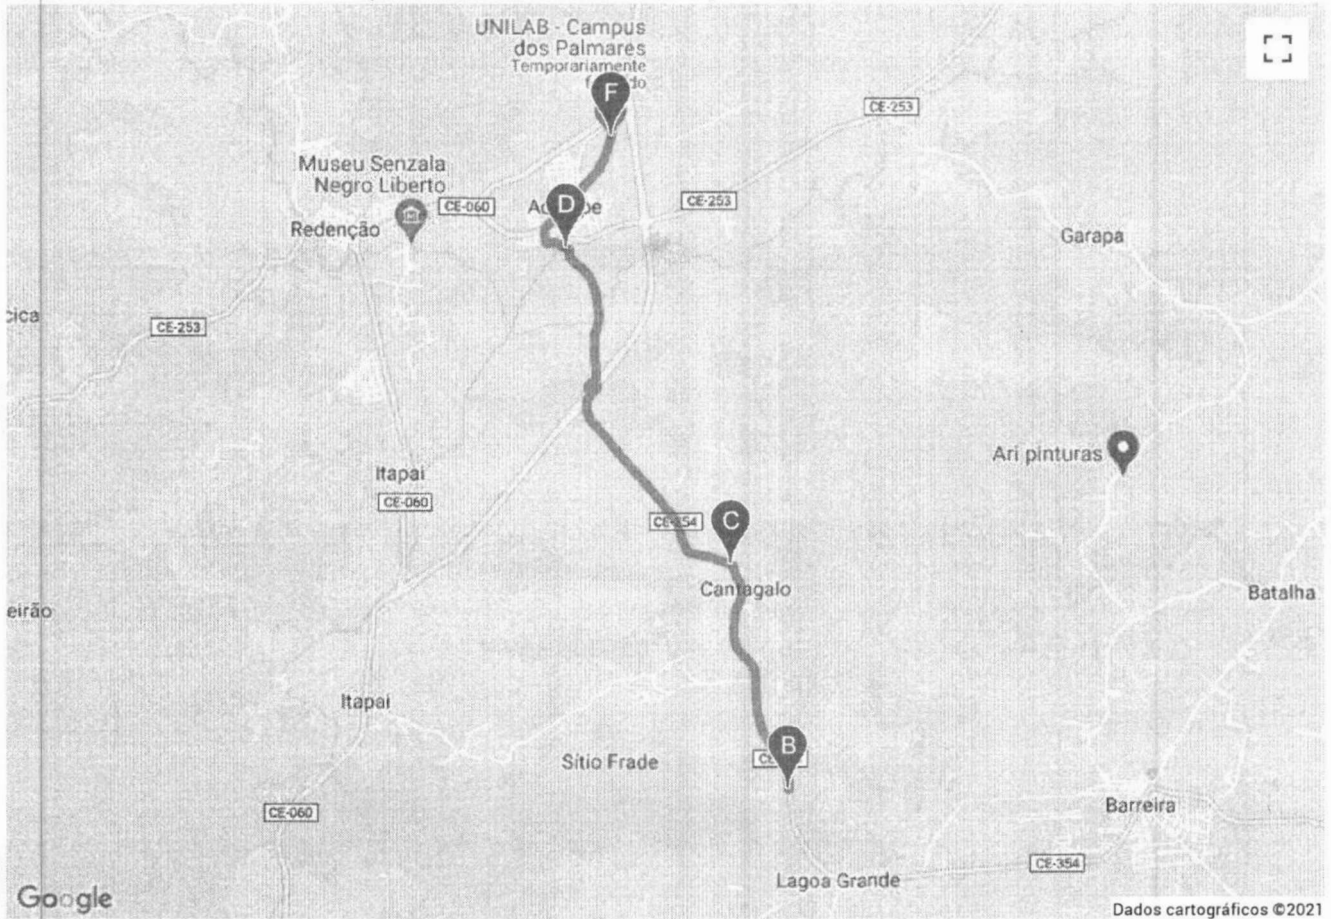 UNILAB - Campus
dos Palmares
Temporariamente
F
CE-253
Museu Senzala
Negro Liberto
CE-060
D
CE-253
Redenção
Garapa
cica
CE-253
Ari pinturas
Itapai
CE-060
C
Cantagalo
Batalha
eirão
Itapai
B
Sítio Frade
Barreira
CE-060
CE-354
Lagoa Grande
Google
Dados cartográficos ©2021